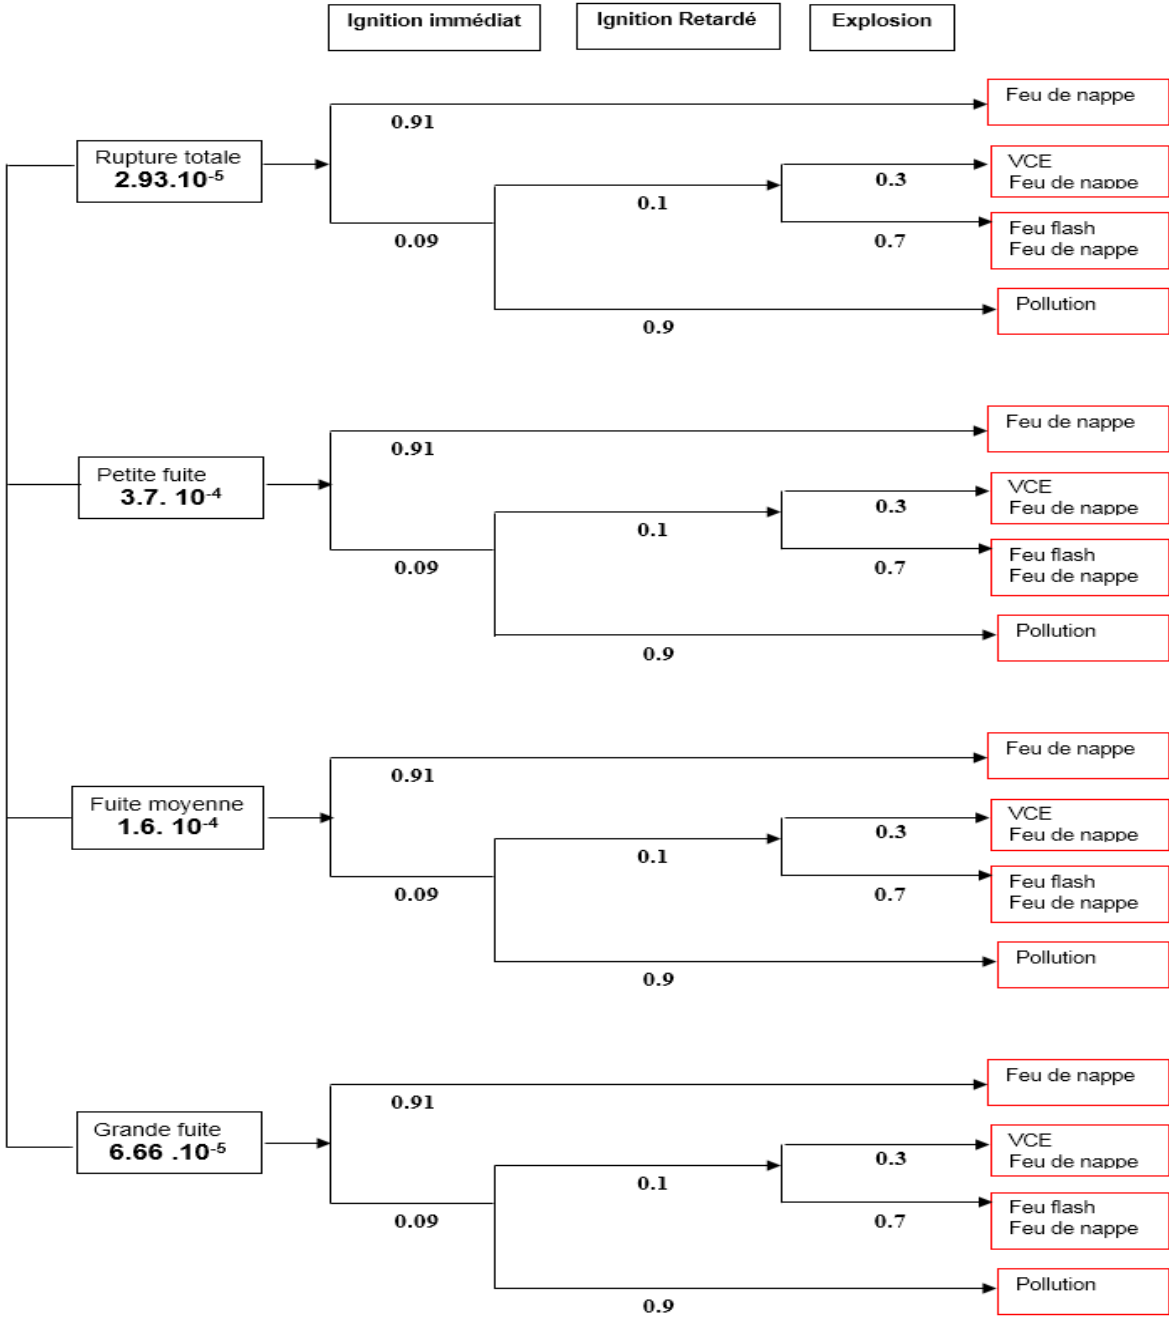 Ignition immédiat
Ignition Retardé
Explosion
Feu de nappe
0.91
Rupture totale
2.93.10-5
VCE
Feu de nappe
0.3
0.1
Feu flash
Feu de nappe
0.09
0.7
Pollution
0.9
Feu de nappe
0.91
Petite fuite
3.7. 10-4
VCE
Feu de nappe
0.3
0.1
Feu flash
Feu de nappe
0.09
0.7
Pollution
0.9
Feu de nappe
0.91
Fuite moyenne
1.6. 10-4
VCE
Feu de nappe
0.3
0.1
Feu flash
Feu de nappe
0.09
0.7
Pollution
0.9
Feu de nappe
0.91
Grande fuite
6.66 .10-5
VCE
Feu de nappe
0.3
0.1
Feu flash
Feu de nappe
0.09
0.7
Pollution
0.9